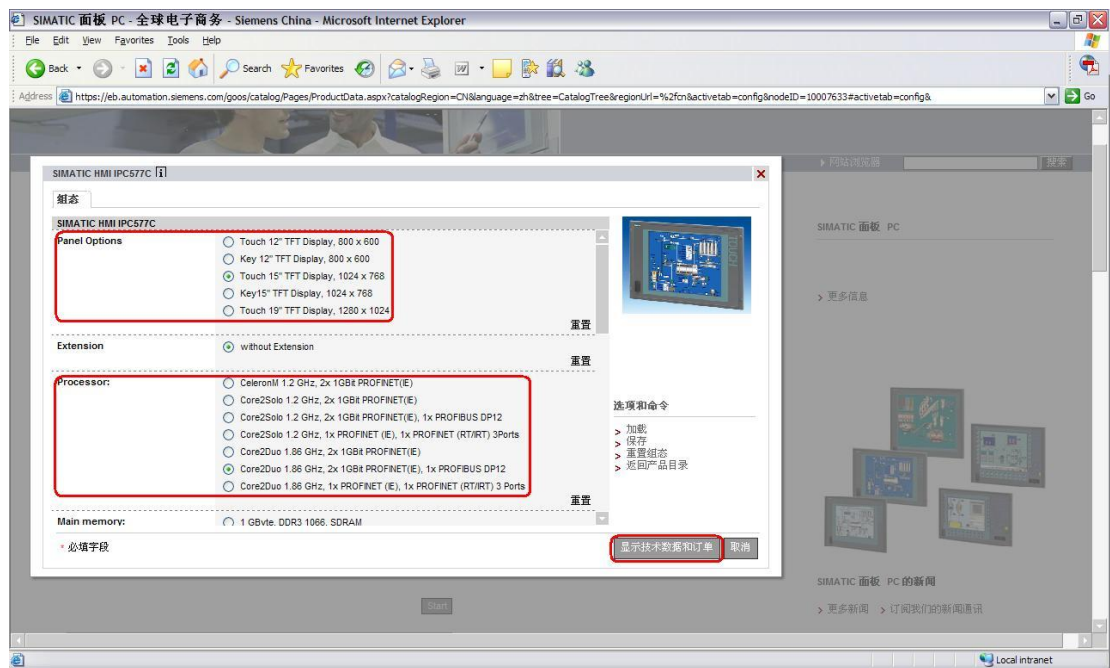 SIMATIC 面板 PC - 全球电子商务 - Siemens China - Microsoft Internet Explorer
File Edit View Favorites Tools Help
Back Search Favorites
Address https://eb.automation.siemens.com/goos/catalog/Pages/ProductData.aspx?catalogRegion=CN&language=zh&tree=CatalogTree&regionUrl=%2fcn&activetab=config&nodeID=10007633#activetab=config& Go
网站浏览器 搜索
SIMATIC HMI IPC577C
组态
SIMATIC HMI IPC577C
Panel Options
Touch 12" TFT Display, 800 x 600
Key 12" TFT Display, 800 x 600
Touch 15" TFT Display, 1024 x 768
Key15" TFT Display, 1024 x 768
Touch 19" TFT Display, 1280 x 1024
重置
Extension
without Extension
重置
Processor:
CeleronM 1.2 GHz, 2x 1GBit PROFINET(IE)
Core2Solo 1.2 GHz, 2x 1GBit PROFINET(IE)
Core2Solo 1.2 GHz, 2x 1GBit PROFINET(IE), 1x PROFIBUS DP12
Core2Solo 1.2 GHz, 1x PROFINET (IE), 1x PROFINET (RT/IRT) 3Ports
Core2Duo 1.86 GHz, 2x 1GBit PROFINET(IE)
Core2Duo 1.86 GHz, 2x 1GBit PROFINET(IE), 1x PROFIBUS DP12
Core2Duo 1.86 GHz, 1x PROFINET (IE), 1x PROFINET (RT/IRT) 3 Ports
重置
Main memory:
1 GByte, DDR3 1066, SDRAM
* 必填字段
选项和命令
加载
保存
重置组态
返回产品目录
显示技术数据和订单 取消
Start
SIMATIC 面板 PC
更多信息
SIMATIC 面板 PC 的新闻
更多新闻 订阅我们的新闻通讯
Local intranet